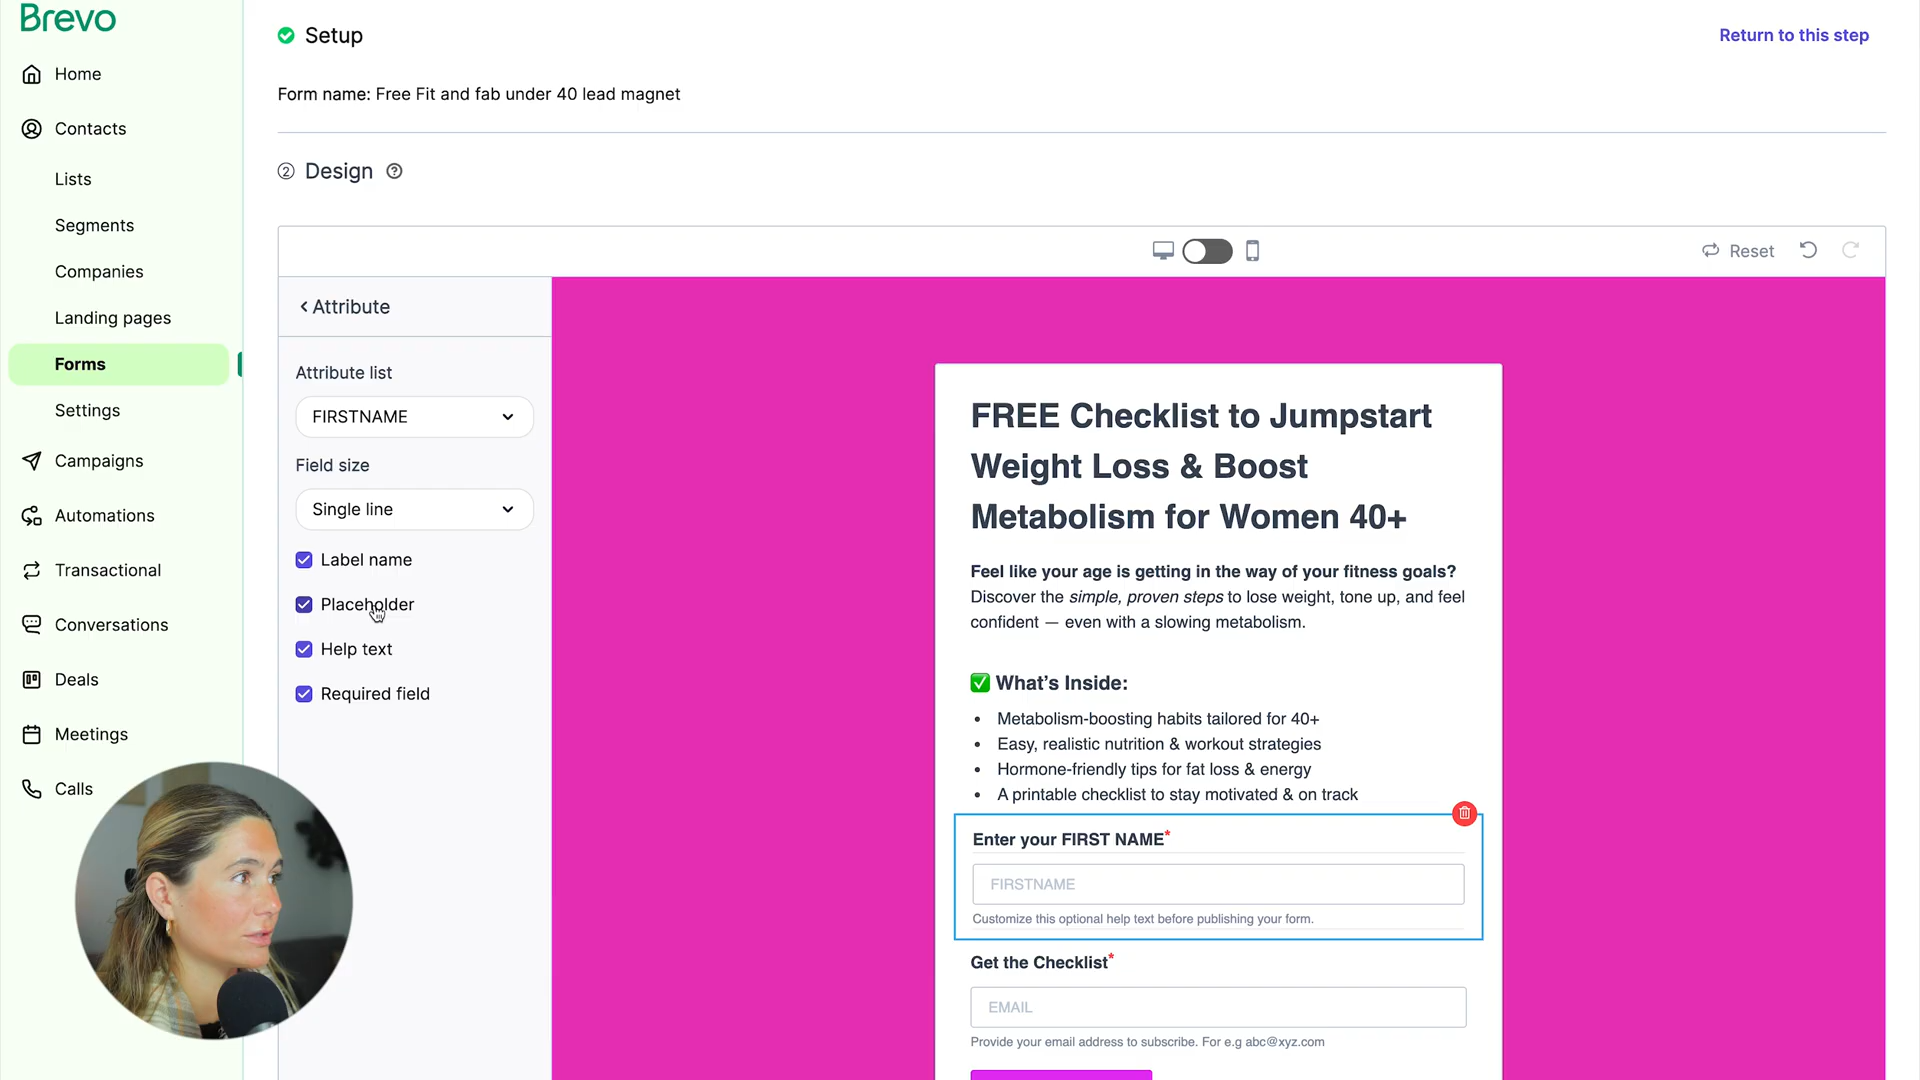 Brevo
Home
Contacts
Lists
Segments
Companies
Landing pages
Forms
Settings
Campaigns
Automations
Transactional
Conversations
Deals
Meetings
Calls
Setup
Return to this step
Form name: Free Fit and fab under 40 lead magnet
2 Design ?
Reset
Attribute
Attribute list
FIRSTNAME
Field size
Single line
Label name
Placeholder
Help text
Required field
FREE Checklist to Jumpstart
Weight Loss & Boost
Metabolism for Women 40+
Feel like your age is getting in the way of your fitness goals?
Discover the simple, proven steps to lose weight, tone up, and feel
confident — even with a slowing metabolism.
✅ What’s Inside:
• Metabolism-boosting habits tailored for 40+
• Easy, realistic nutrition & workout strategies
• Hormone-friendly tips for fat loss & energy
• A printable checklist to stay motivated & on track
Enter your FIRST NAME*
FIRSTNAME
Customize this optional help text before publishing your form.
Get the Checklist*
EMAIL
Provide your email address to subscribe. For e.g abc@xyz.com